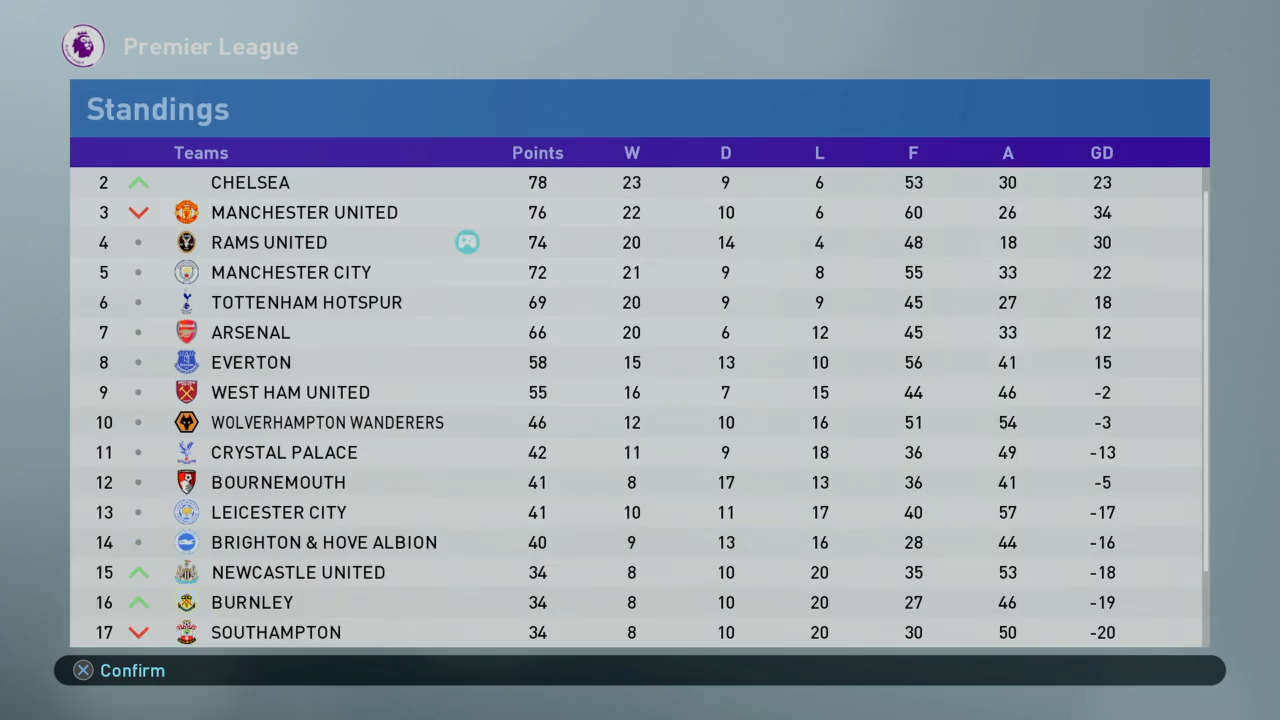 Premier League
Standings
Teams Points W D L F A GD
2 CHELSEA 78 23 9 6 53 30 23
3 MANCHESTER UNITED 76 22 10 6 60 26 34
4 RAMS UNITED 74 20 14 4 48 18 30
5 MANCHESTER CITY 72 21 9 8 55 33 22
6 TOTTENHAM HOTSPUR 69 20 9 9 45 27 18
7 ARSENAL 66 20 6 12 45 33 12
8 EVERTON 58 15 13 10 56 41 15
9 WEST HAM UNITED 55 16 7 15 44 46 -2
10 WOLVERHAMPTON WANDERERS 46 12 10 16 51 54 -3
11 CRYSTAL PALACE 42 11 9 18 36 49 -13
12 BOURNEMOUTH 41 8 17 13 36 41 -5
13 LEICESTER CITY 41 10 11 17 40 57 -17
14 BRIGHTON & HOVE ALBION 40 9 13 16 28 44 -16
15 NEWCASTLE UNITED 34 8 10 20 35 53 -18
16 BURNLEY 34 8 10 20 27 46 -19
17 SOUTHAMPTON 34 8 10 20 30 50 -20
Confirm